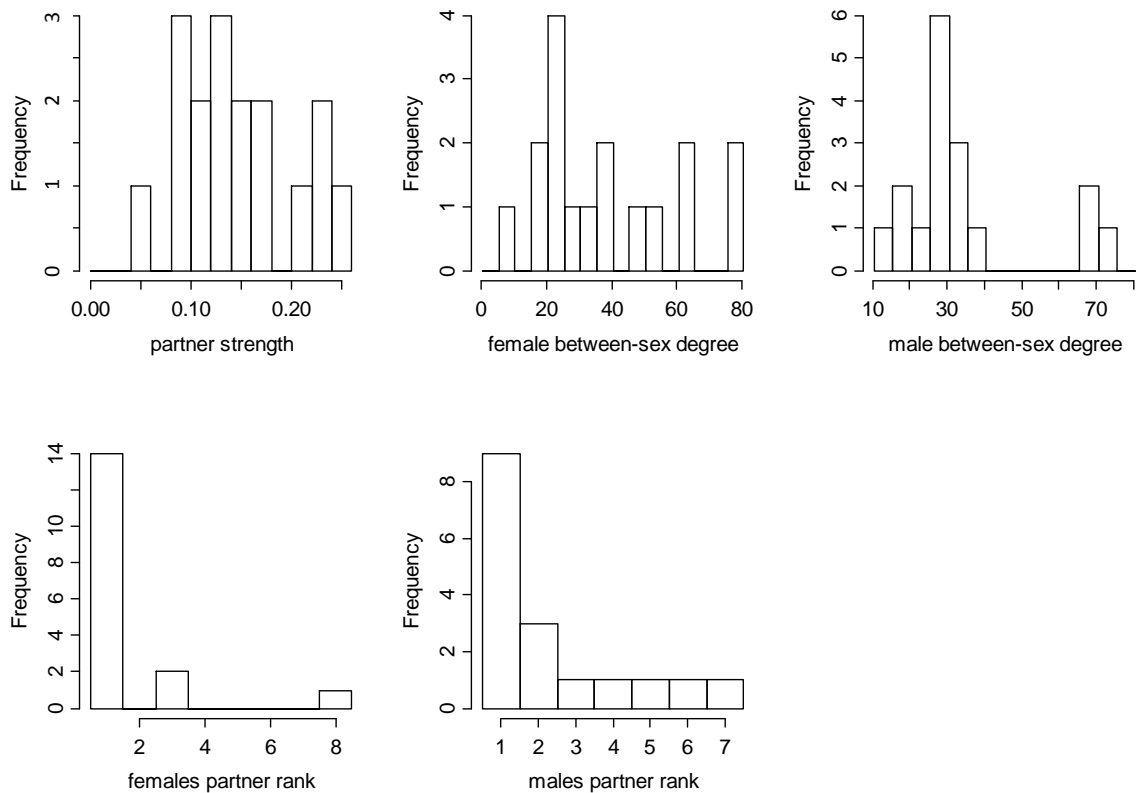 Frequency
0 1 2 3
0.00 0.10 0.20
partner strength
Frequency
0 1 2 3 4
0 20 40 60 80
female between-sex degree
Frequency
0 1 2 3 4 5 6
10 30 50 70
male between-sex degree
Frequency
0 2 4 6 8 10 14
2 4 6 8
females partner rank
Frequency
0 2 4 6 8
1 2 3 4 5 6 7
males partner rank